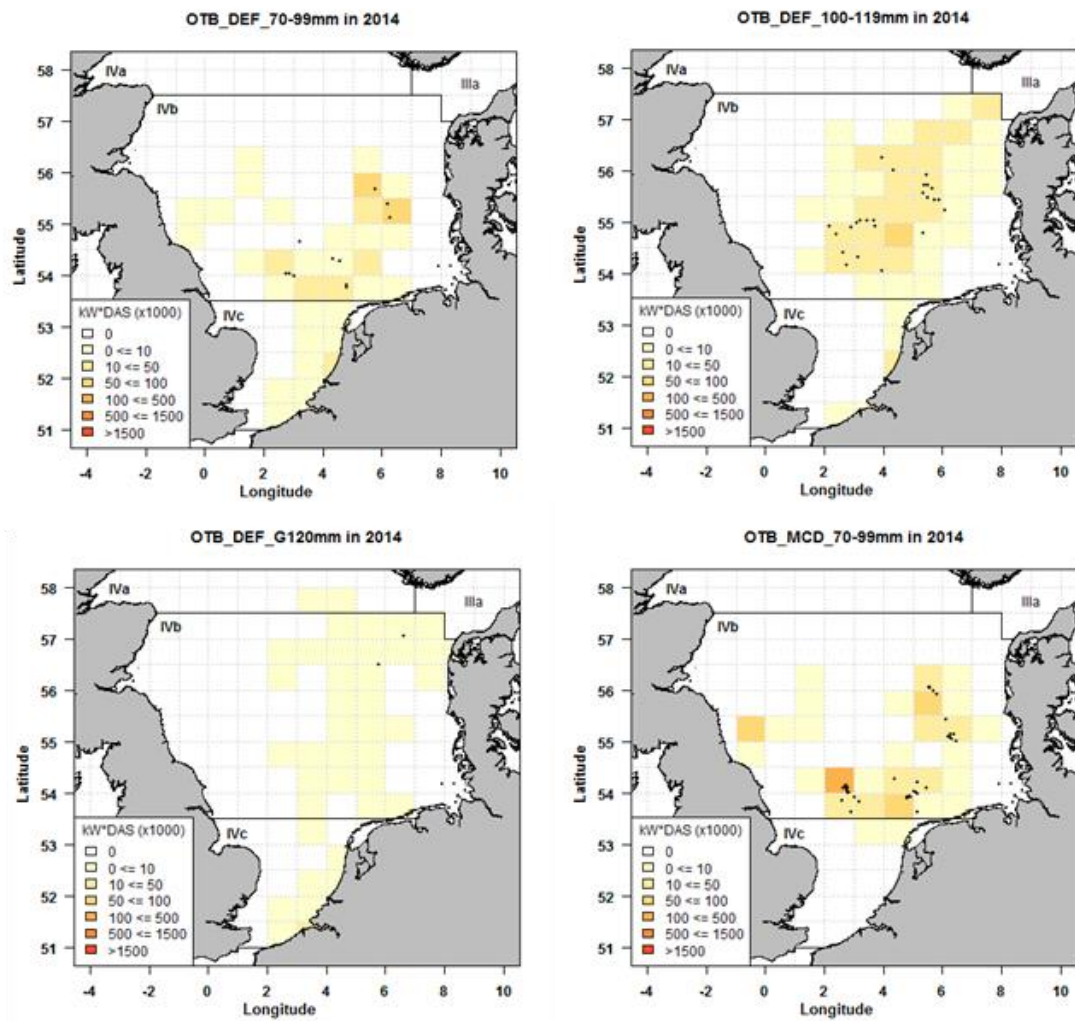 OTB_DEF_70-99mm in 2014
58
57
56
55
54
53
52
51
Latitude
IVa
IIIa
IVb
IVc
kW*DAS (x1000)
0
0 <= 10
10 <= 50
50 <= 100
100 <= 500
500 <= 1500
>1500
-4 -2 0 2 4 6 8 10
Longitude
OTB_DEF_100-119mm in 2014
58
57
56
55
54
53
52
51
Latitude
IVa
IIIa
IVb
IVc
kW*DAS (x1000)
0
0 <= 10
10 <= 50
50 <= 100
100 <= 500
500 <= 1500
>1500
-4 -2 0 2 4 6 8 10
Longitude
OTB_DEF_G120mm in 2014
58
57
56
55
54
53
52
51
Latitude
IVa
IIIa
IVb
IVc
kW*DAS (x1000)
0
0 <= 10
10 <= 50
50 <= 100
100 <= 500
500 <= 1500
>1500
-4 -2 0 2 4 6 8 10
Longitude
OTB_MCD_70-99mm in 2014
58
57
56
55
54
53
52
51
Latitude
IVa
IIIa
IVb
IVc
kW*DAS (x1000)
0
0 <= 10
10 <= 50
50 <= 100
100 <= 500
500 <= 1500
>1500
-4 -2 0 2 4 6 8 10
Longitude